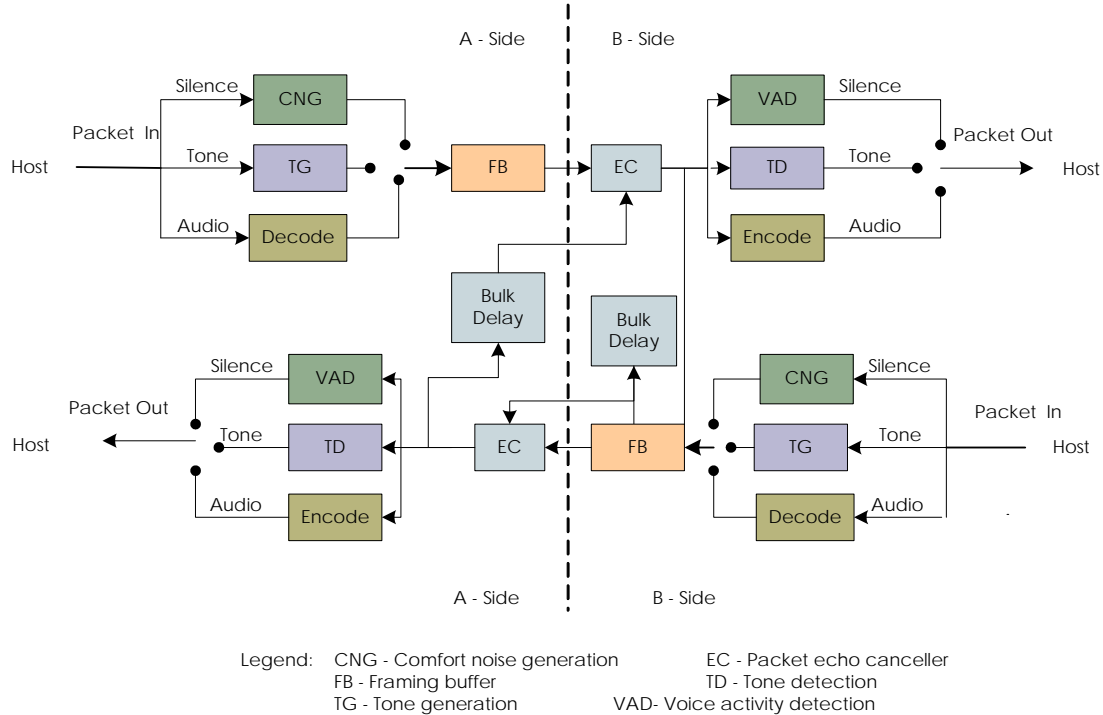 A - Side
B - Side
Silence
CNG
VAD
Silence
Packet In
Packet Out
Host
Tone
TG
FB
EC
TD
Tone
Host
Audio
Decode
Encode
Audio
Bulk
Delay
Bulk
Delay
Silence
VAD
CNG
Silence
Packet Out
Packet In
Host
Tone
TD
EC
FB
TG
Tone
Host
Audio
Encode
Decode
Audio
A - Side
B - Side
Legend:
CNG - Comfort noise generation
EC - Packet echo canceller
FB - Framing buffer
TD - Tone detection
TG - Tone generation
VAD- Voice activity detection